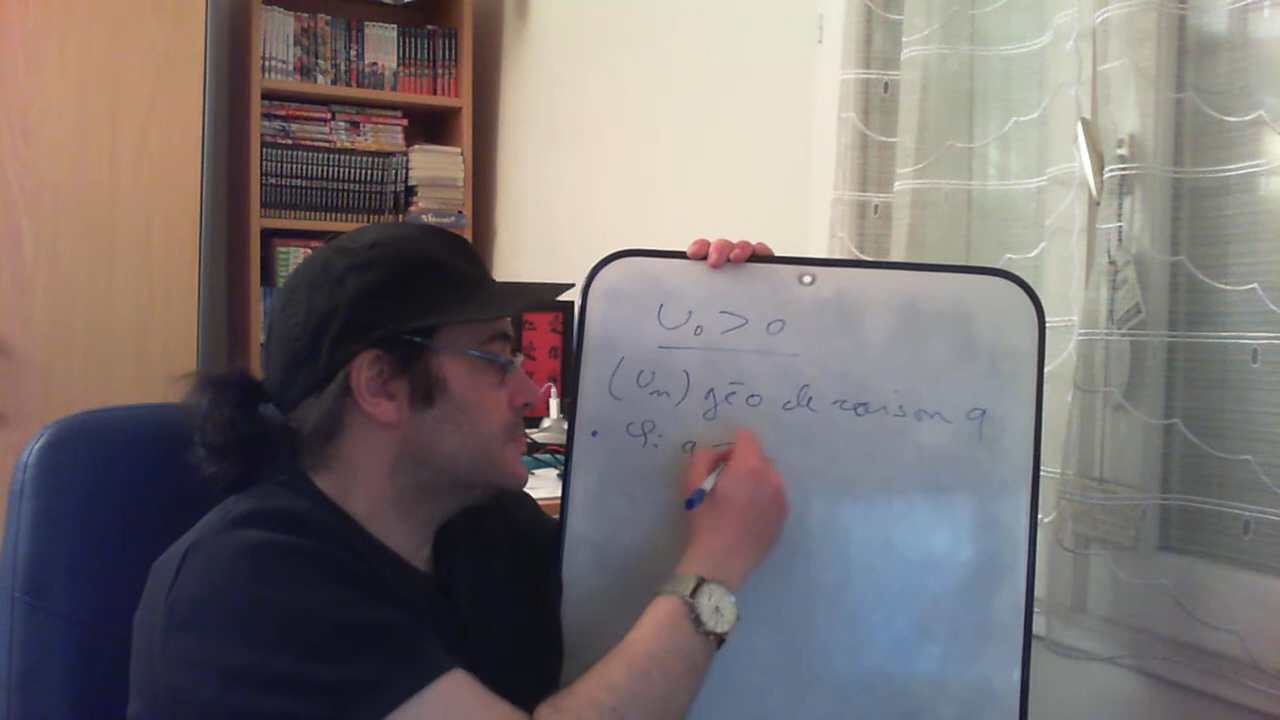 U₀ > 0
(Un) géo de raison q
• Si q